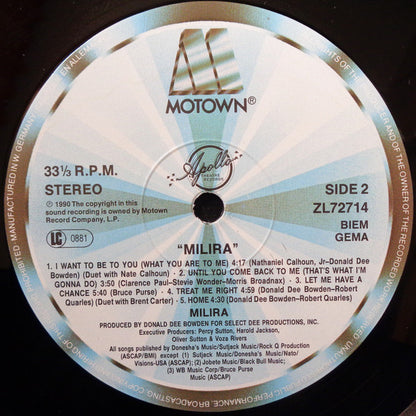 MOTOWN®
33⅓ R.P.M.
STEREO
℗ 1990 The copyright in this
sound recording is owned by Motown
Record Company, L.P.
LC 0881
Apollo
THEATRE
RECORDS
SIDE 2
ZL72714
BIEM
GEMA
"MILIRA"
1. I WANT TO BE TO YOU (WHAT YOU ARE TO ME) 4:17 (Nathaniel Calhoun, Jr–Donald Dee
Bowden) (Duet with Nate Calhoun) · 2. UNTIL YOU COME BACK TO ME (THAT'S WHAT I'M
GONNA DO) 3:50 (Clarence Paul–Stevie Wonder–Morris Broadnax) · 3. LET ME HAVE A
CHANCE 5:40 (Bruce Purse) · 4. TREAT ME RIGHT 4:59 (Donald Dee Bowden–Robert
Quarles) (Duet with Brent Carter) · 5. HOME 4:30 (Donald Dee Bowden–Robert Quarles)
MILIRA
PRODUCED BY DONALD DEE BOWDEN FOR SELECT DEE PRODUCTIONS, INC.
Executive Producers: Percy Sutton, Harold Jackson,
Oliver Sutton & Voza Rivers
All songs published by Donesha's Music/Sutjeck Music/Rock Q Production
(ASCAP/BMI) except (1) Sutjeck Music/Donesha's Music/Nato/
Visions-USA (ASCAP); (2) Jobete Music/Black Bull Music;
(3) WB Music Corp/Bruce Purse
Music (ASCAP)
MANUFACTURED IN W. GERMANY